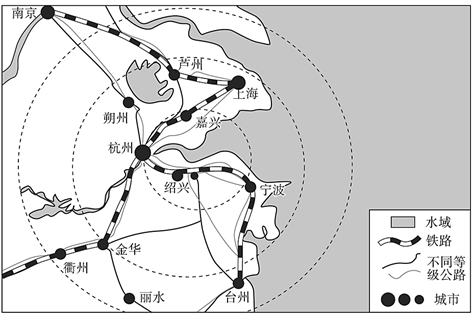 南京
芦州
上海
朔州
嘉兴
杭州
绍兴
宁波
金华
衢州
丽水
台州
水域
铁路
不同等
级公路
城市